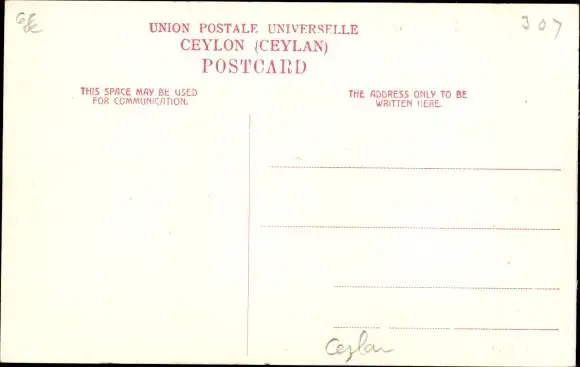 307
UNION POSTALE UNIVERSELLE
CEYLON (CEYLAN)
POSTCARD
THIS SPACE MAY BE USED
FOR COMMUNICATION.
THE ADDRESS ONLY TO BE
WRITTEN HERE.
Ceylan